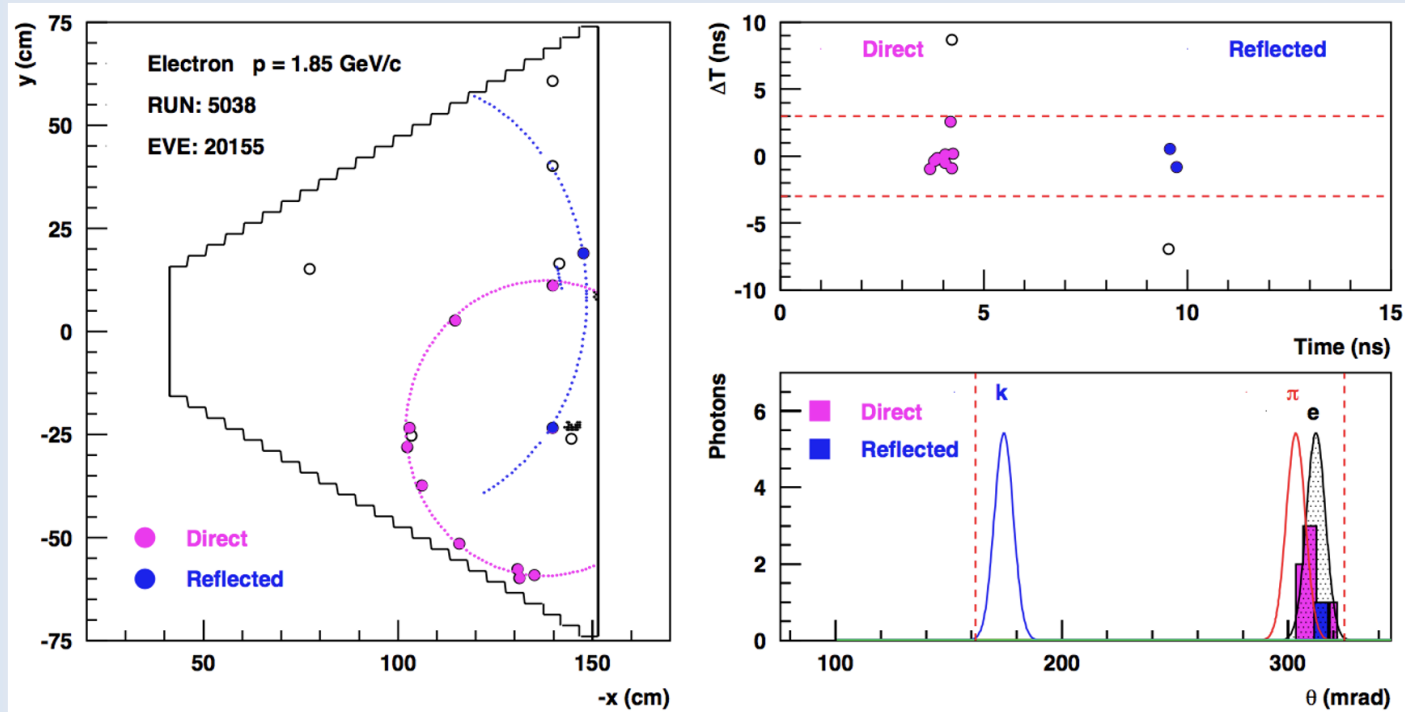 75
50
25
0
-25
-50
-75
y (cm)
Electron p = 1.85 GeV/c
RUN: 5038
EVE: 20155
Direct
Reflected
50 100 150
-x (cm)
10
5
0
-5
-10
ΔT (ns)
Direct Reflected
0 5 10 15
Time (ns)
6
4
2
0
Photons
Direct
Reflected
k π
e
100 200 300
θ (mrad)